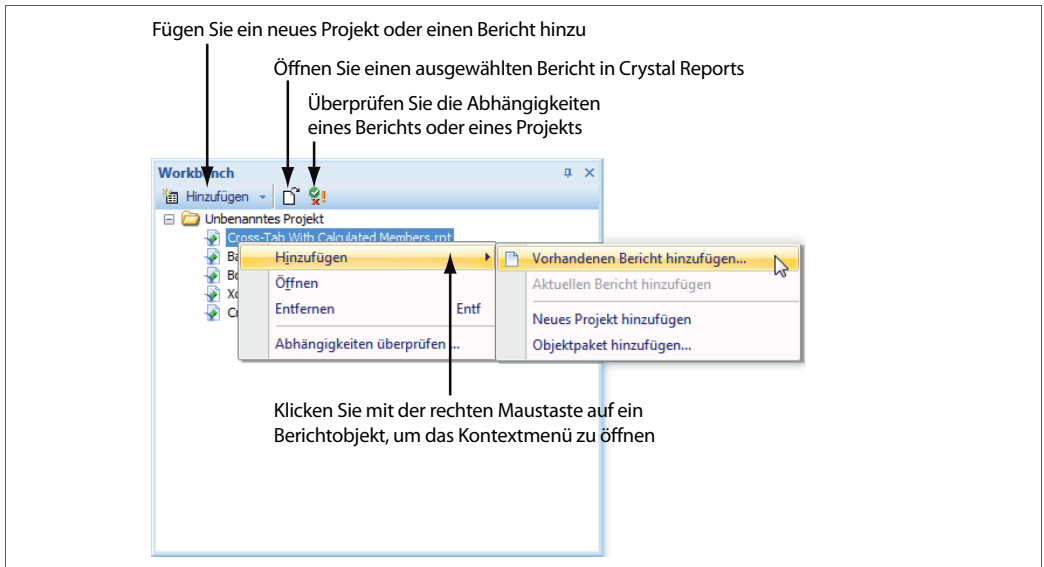 Fügen Sie ein neues Projekt oder einen Bericht hinzu
Öffnen Sie einen ausgewählten Bericht in Crystal Reports
Überprüfen Sie die Abhängigkeiten
eines Berichts oder eines Projekts
Workbench
Hinzufügen
Unbenanntes Projekt
Cross-Tab With Calculated Members.rpt
Hinzufügen
Öffnen
Entfernen Entf
Abhängigkeiten überprüfen ...
Vorhandenen Bericht hinzufügen...
Aktuellen Bericht hinzufügen
Neues Projekt hinzufügen
Objektpaket hinzufügen...
Klicken Sie mit der rechten Maustaste auf ein
Berichtobjekt, um das Kontextmenü zu öffnen